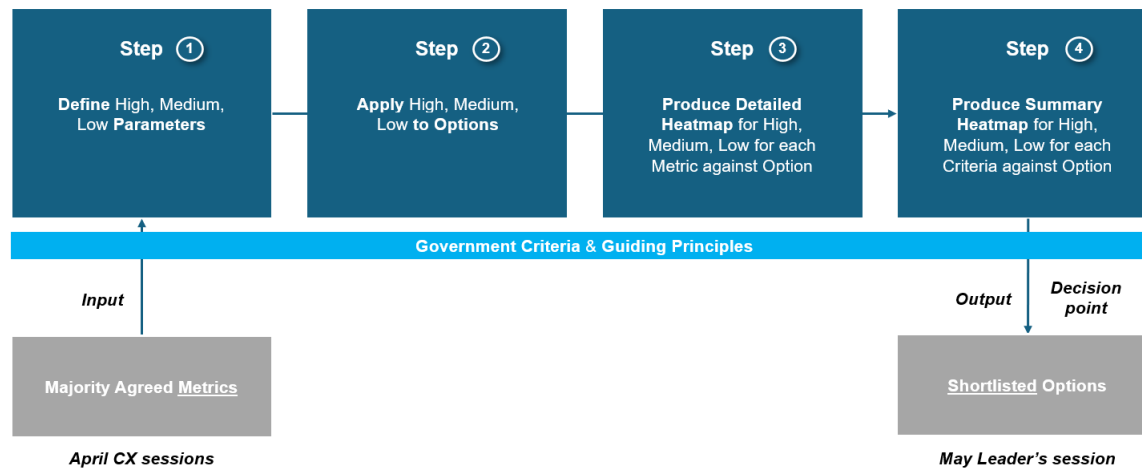 Step 1
Define High, Medium,
Low Parameters
Step 2
Apply High, Medium,
Low to Options
Step 3
Produce Detailed
Heatmap for High,
Medium, Low for each
Metric against Option
Step 4
Produce Summary
Heatmap for High,
Medium, Low for each
Criteria against Option
Government Criteria & Guiding Principles
Input
Output
Decision
point
Majority Agreed Metrics
Shortlisted Options
April CX sessions
May Leader's session